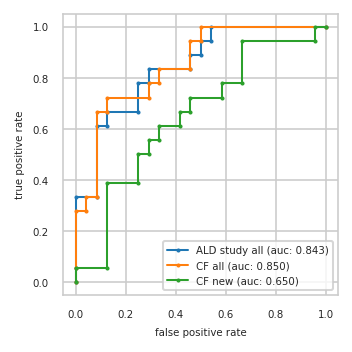 1.0
0.8
0.6
0.4
0.2
0.0
true positive rate
ALD study all (auc: 0.843)
CF all (auc: 0.850)
CF new (auc: 0.650)
0.0 0.2 0.4 0.6 0.8 1.0
false positive rate